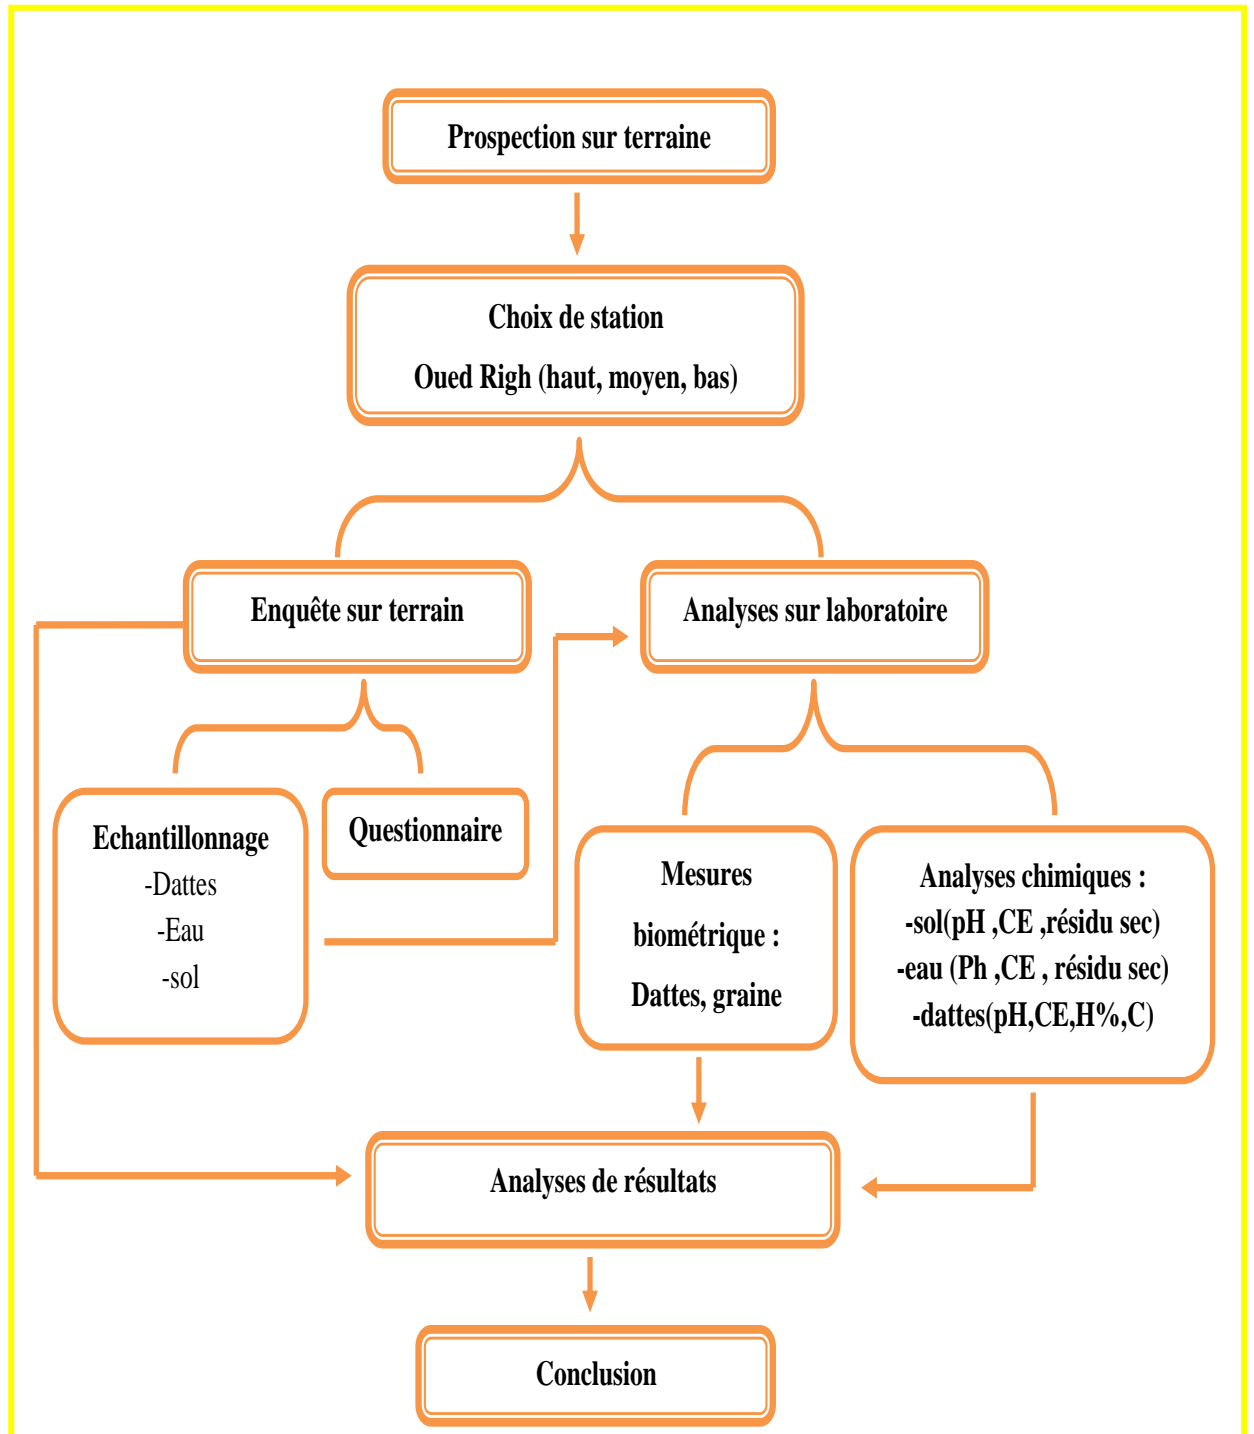 Prospection sur terraine
Choix de station
Oued Righ (haut, moyen, bas)
Enquête sur terrain
Analyses sur laboratoire
Echantillonnage
-Dattes
-Eau
-sol
Questionnaire
Mesures
biométrique :
Dattes, graine
Analyses chimiques :
-sol(pH ,CE ,résidu sec)
-eau (Ph ,CE , résidu sec)
-dattes(pH,CE,H%,C)
Analyses de résultats
Conclusion